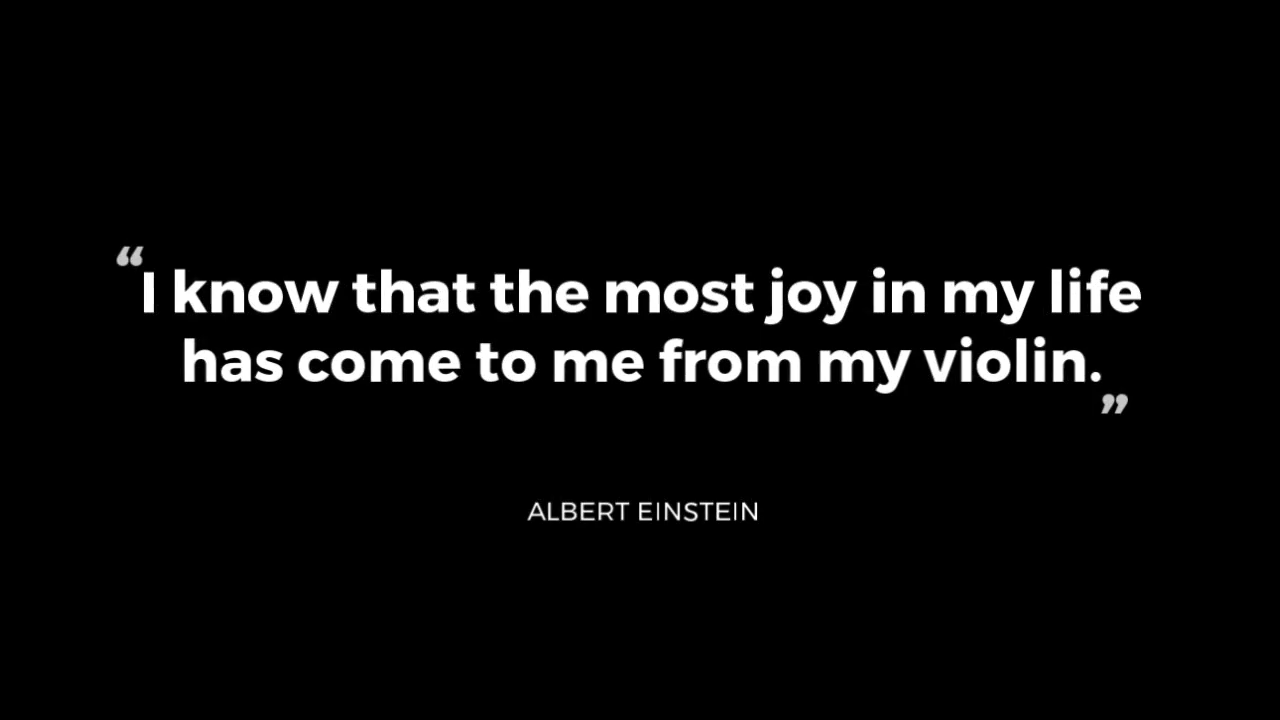 “I know that the most joy in my life
has come to me from my violin.”
ALBERT EINSTEIN